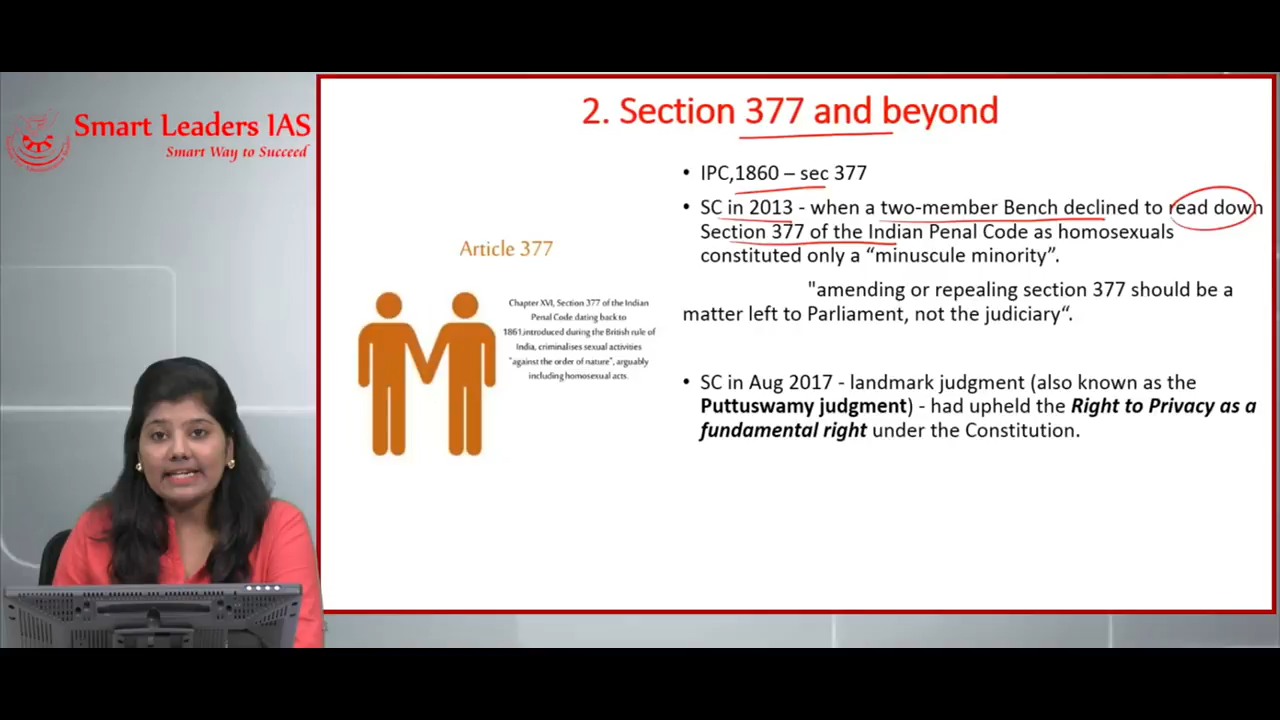 Smart Leaders IAS
Smart Way to Succeed
2. Section 377 and beyond
• IPC,1860 – sec 377
• SC in 2013 - when a two-member Bench declined to read down
Section 377 of the Indian Penal Code as homosexuals
constituted only a “minuscule minority”.
"amending or repealing section 377 should be a
matter left to Parliament, not the judiciary“.
• SC in Aug 2017 - landmark judgment (also known as the
Puttuswamy judgment) - had upheld the Right to Privacy as a
fundamental right under the Constitution.
Article 377
Chapter XVI, Section 377 of the Indian
Penal Code dating back to
1861,introduced during the British rule of
India, criminalises sexual activities
"against the order of nature", arguably
including homosexual acts.